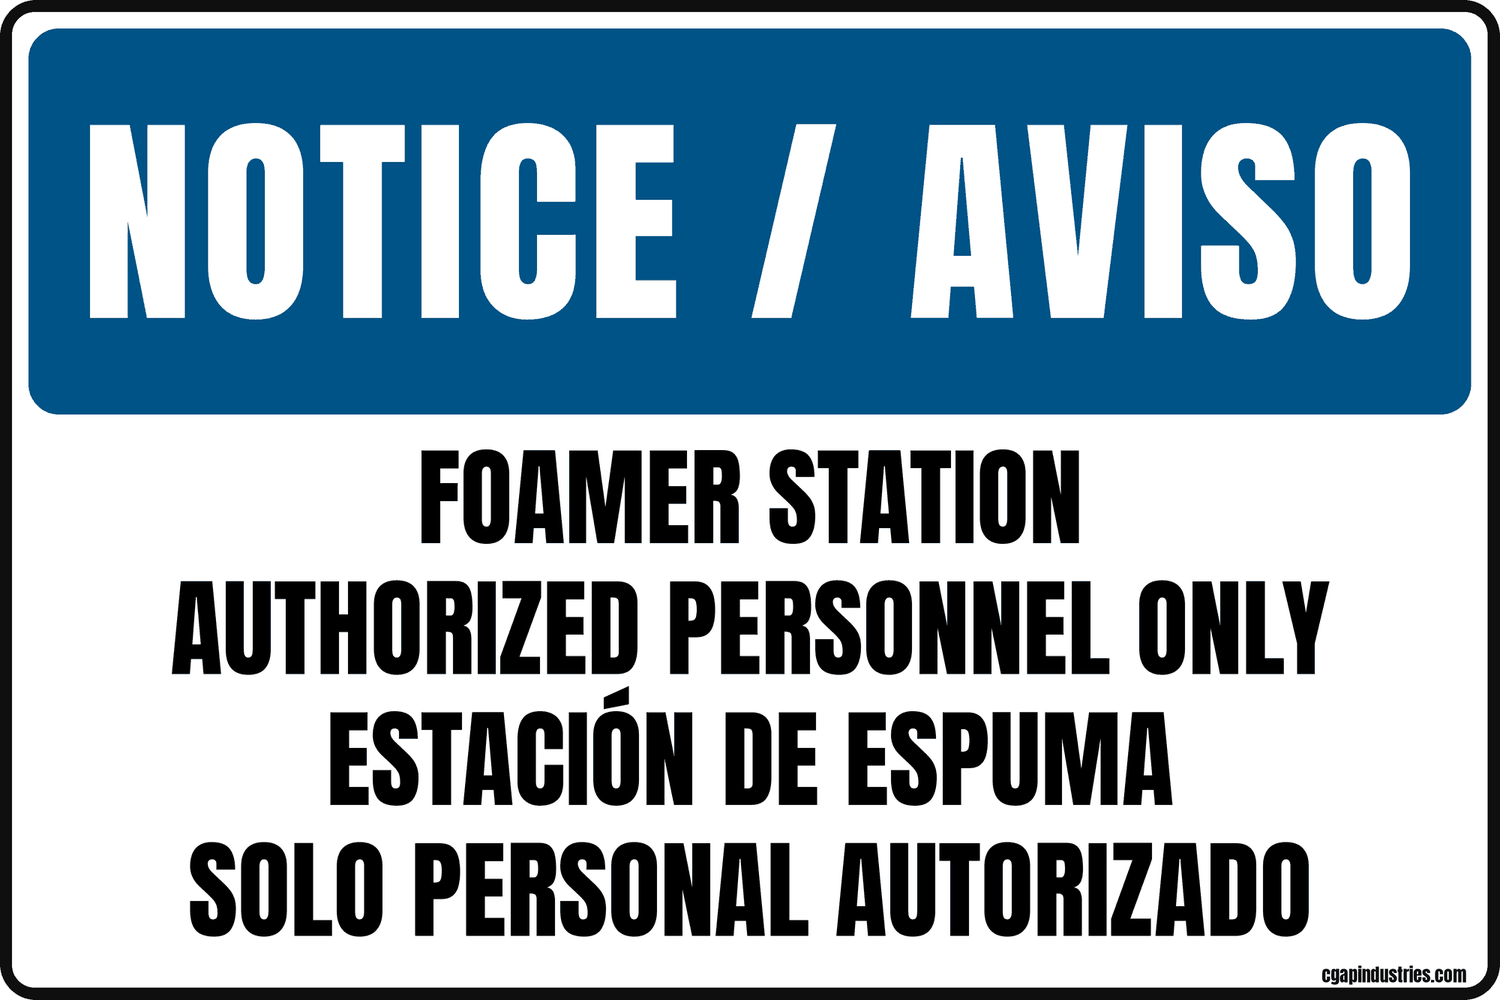 NOTICE / AVISO
FOAMER STATION
AUTHORIZED PERSONNEL ONLY
ESTACIÓN DE ESPUMA
SOLO PERSONAL AUTORIZADO
cgapindustries.com